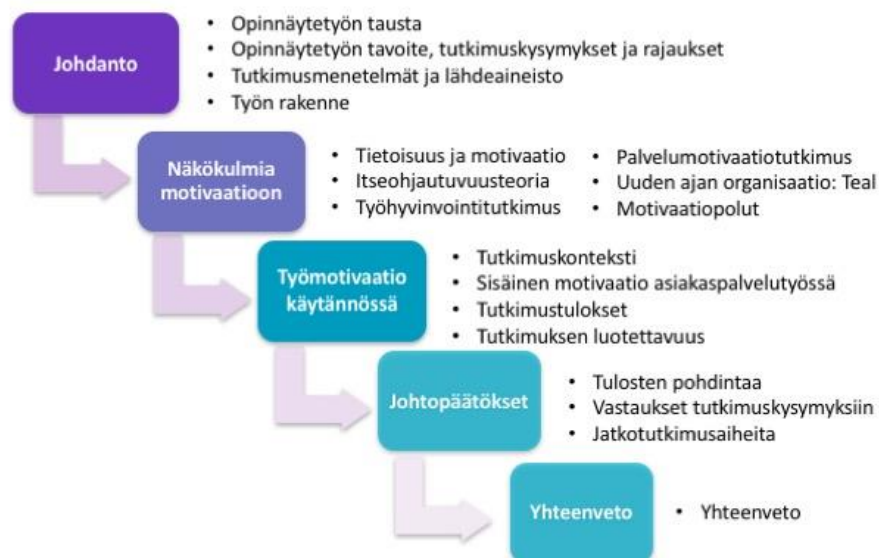 Johdanto
• Opinnäytetyön tausta
• Opinnäytetyön tavoite, tutkimuskysymykset ja rajaukset
• Tutkimusmenetelmät ja lähdeaineisto
• Työn rakenne
Näkökulmia
motivaatioon
• Tietoisuus ja motivaatio
• Itseohjautuvuusteoria
• Työhyvinvointitutkimus
• Palvelumotivaatiotutkimus
• Uuden ajan organisaatio: Teal
• Motivaatiopolut
Työmotivaatio
käytännössä
• Tutkimuskonteksti
• Sisäinen motivaatio asiakaspalvelutyössä
• Tutkimustulokset
• Tutkimuksen luotettavuus
Johtopäätökset
• Tulosten pohdintaa
• Vastaukset tutkimuskysymyksiin
• Jatkotutkimusaiheita
Yhteenveto
• Yhteenveto